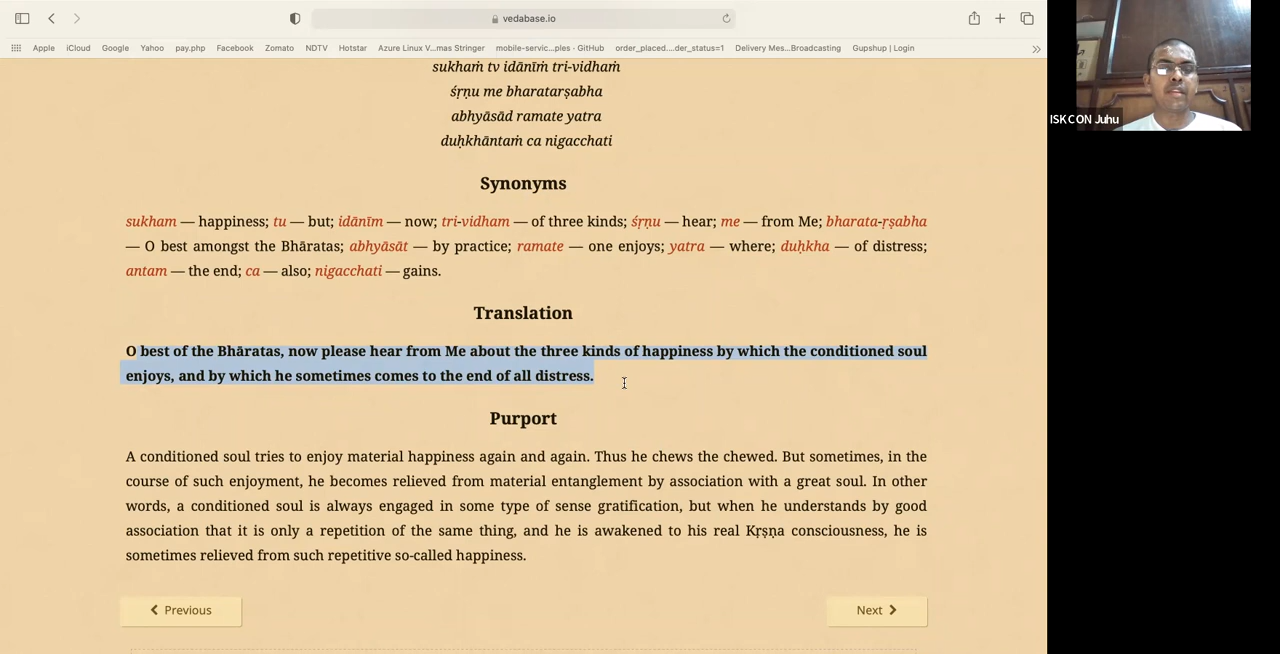 vedabase.io
Apple iCloud Google Yahoo pay.php Facebook Zomato NDTV Hotstar Azure Linux V...mas Stringer mobile-servic...ples · GitHub order_placed....der_status=1 Delivery Mes...Broadcasting Gupshup | Login
sukhaṁ tv idānīṁ tri-vidhaṁ
śṛṇu me bharatarṣabha
abhyāsād ramate yatra
duḥkhāntaṁ ca nigacchati
ISKCON Juhu
Synonyms
sukham — happiness; tu — but; idānīm — now; tri-vidham — of three kinds; śṛṇu — hear; me — from Me; bharata-ṛṣabha
— O best amongst the Bhāratas; abhyāsāt — by practice; ramate — one enjoys; yatra — where; duḥkha — of distress;
antam — the end; ca — also; nigacchati — gains.
Translation
O best of the Bhāratas, now please hear from Me about the three kinds of happiness by which the conditioned soul
enjoys, and by which he sometimes comes to the end of all distress.
Purport
A conditioned soul tries to enjoy material happiness again and again. Thus he chews the chewed. But sometimes, in the
course of such enjoyment, he becomes relieved from material entanglement by association with a great soul. In other
words, a conditioned soul is always engaged in some type of sense gratification, but when he understands by good
association that it is only a repetition of the same thing, and he is awakened to his real Kṛṣṇa consciousness, he is
sometimes relieved from such repetitive so-called happiness.
Previous Next